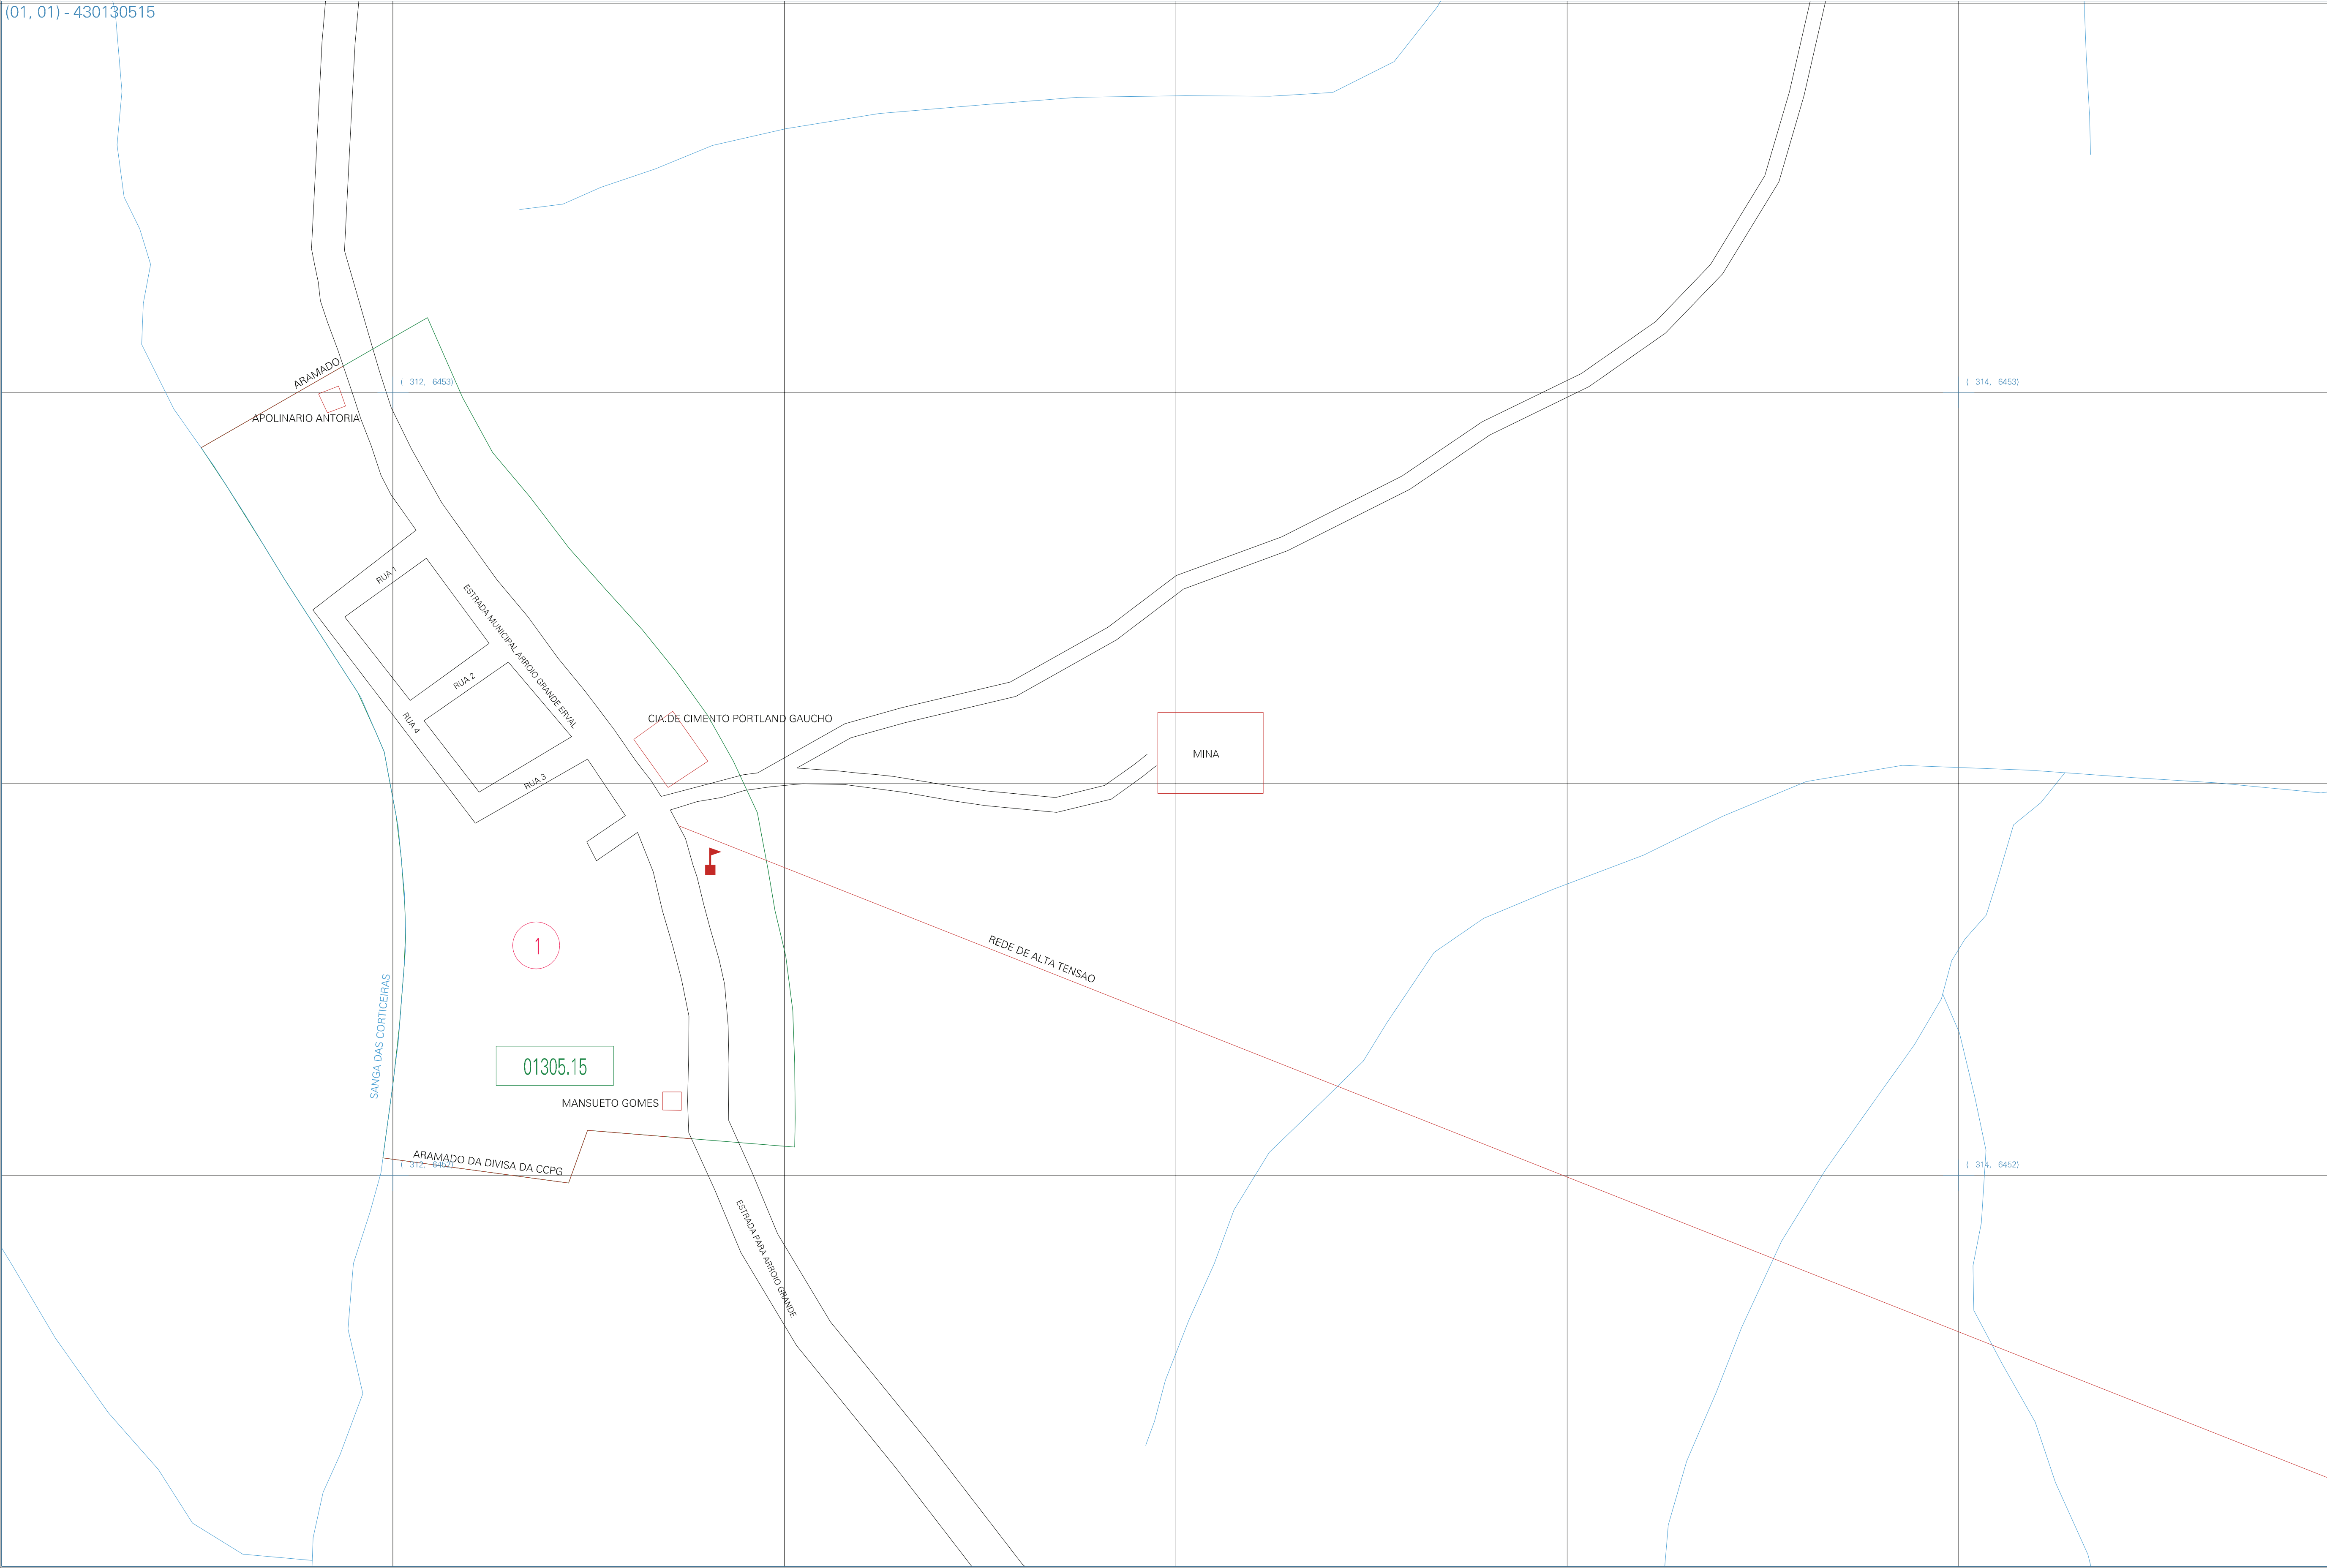 (01, 01) - 430130515
ARAMADO
( 312, 6453)
( 314, 6453)
APOLINARIO ANTORIA
RUA 1
ESTRADA MUNICIPAL ARROIO GRANDE ERVAL
RUA 2
RUA 4
CIA.DE CIMENTO PORTLAND GAUCHO
MINA
RUA 3
1
REDE DE ALTA TENSAO
SANGA DAS CORTICEIRAS
01305.15
MANSUETO GOMES
ARAMADO DA DIVISA DA CCPG
( 312, 6452)
( 314, 6452)
ESTRADA PARA ARROIO GRANDE